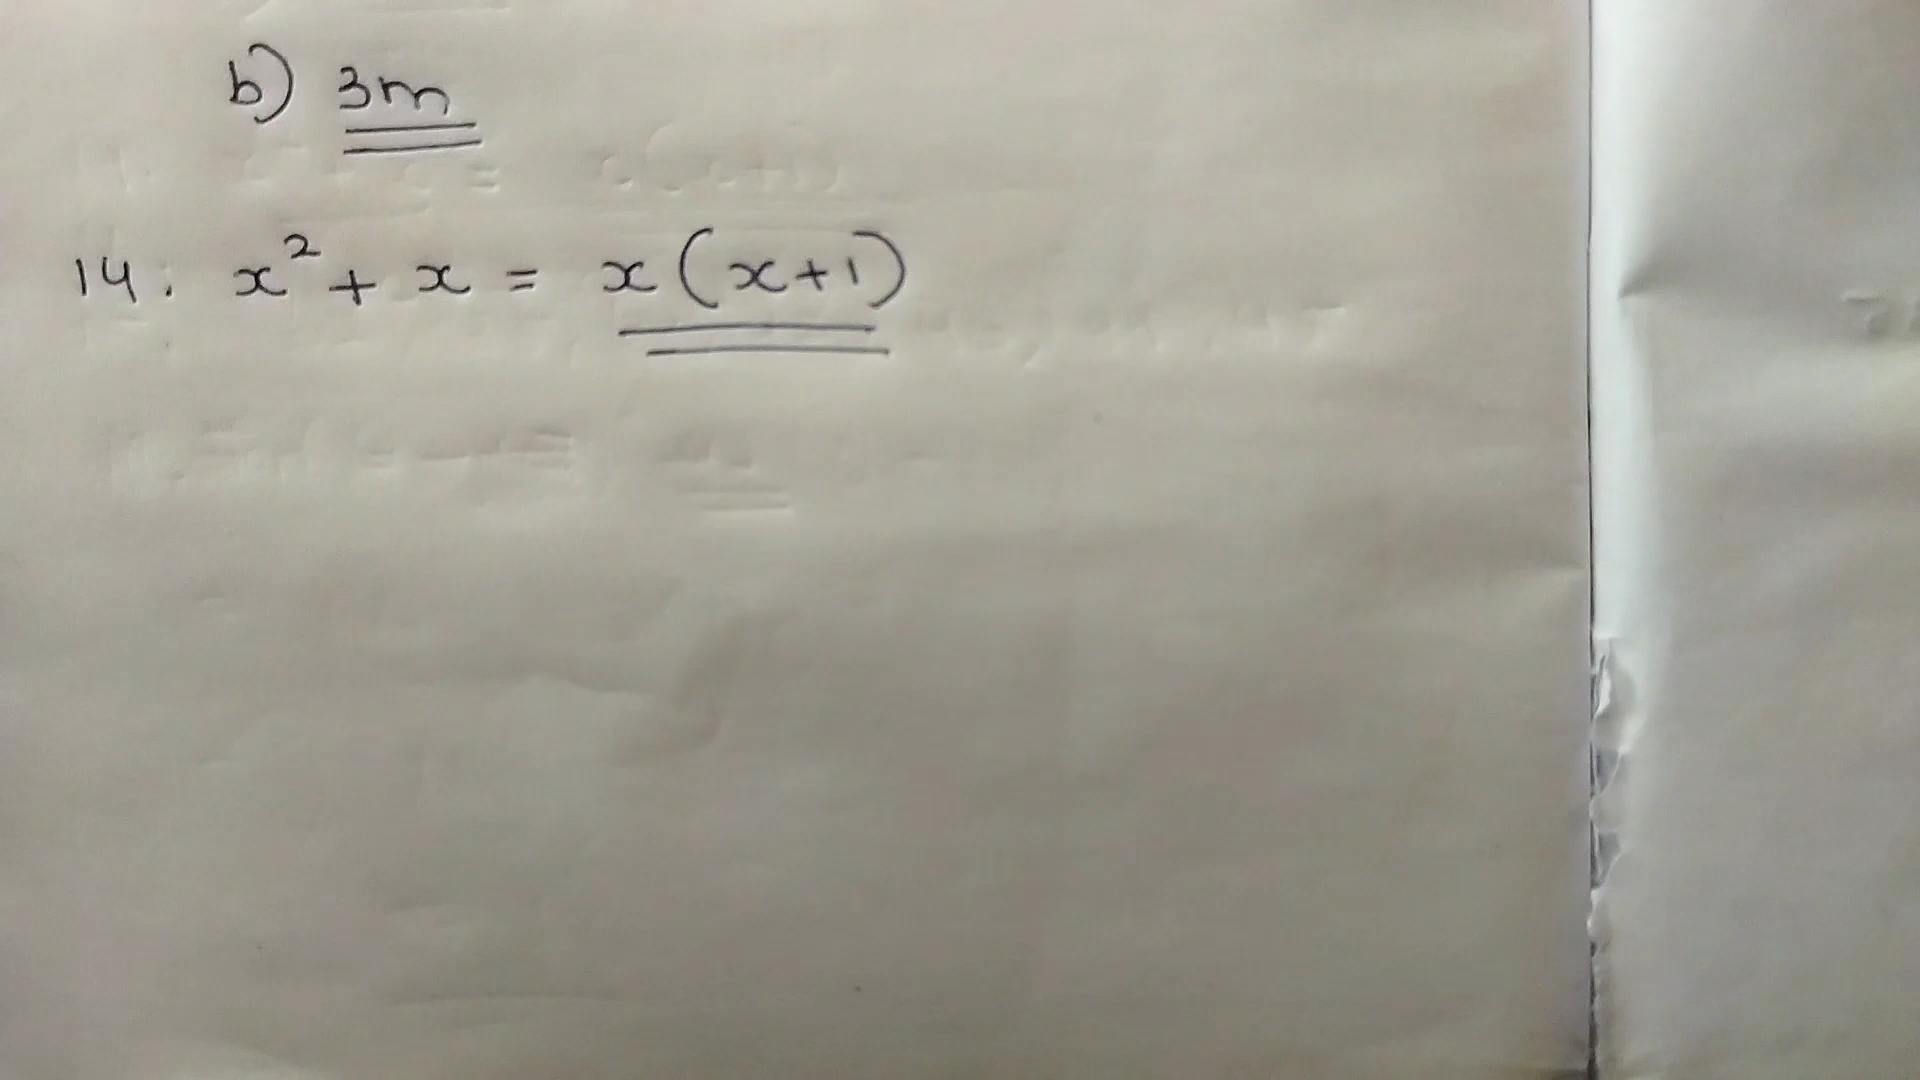 b) 3m
14. x² + x = x(x+1)